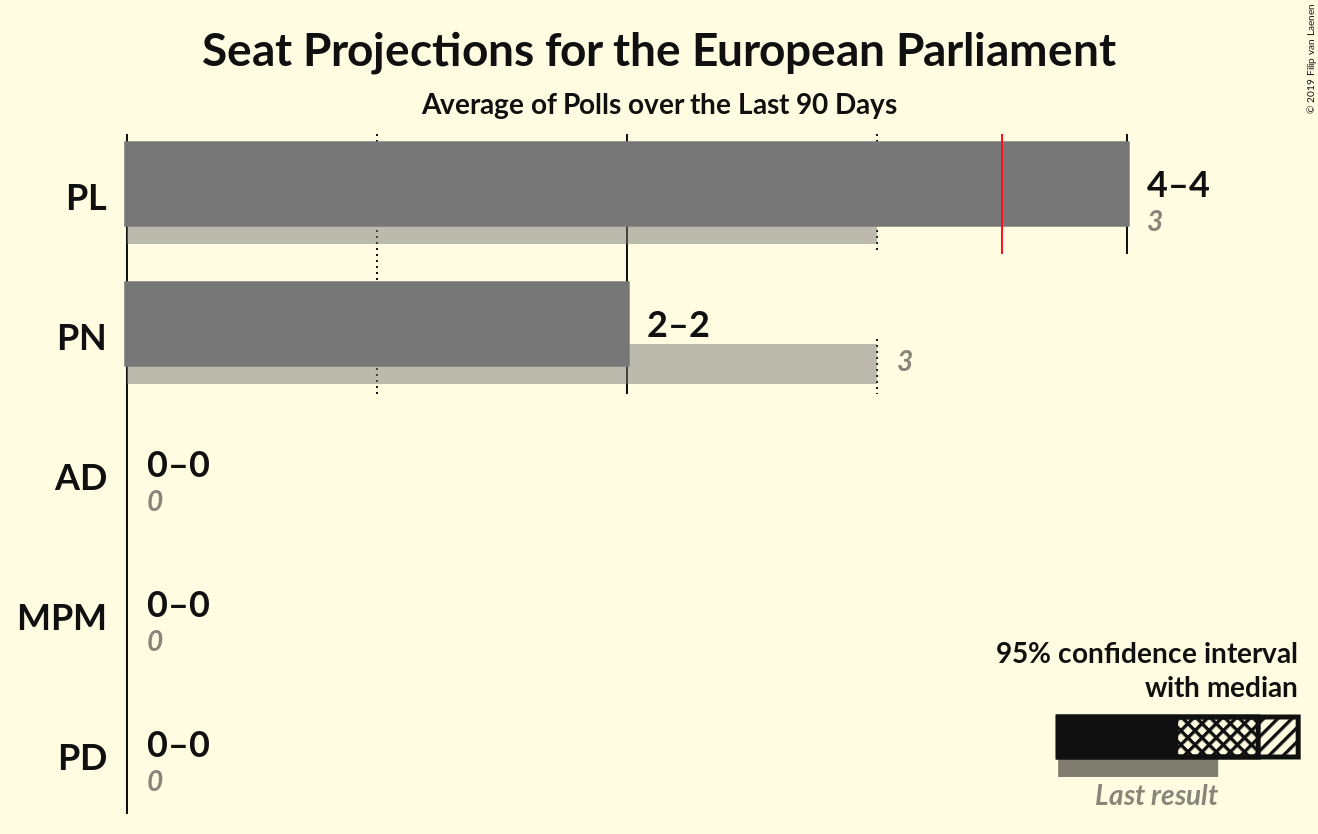 Seat Projections for the European Parliament
Average of Polls over the Last 90 Days
© 2019 Filip van Laenen
PL
4–4
3
PN
2–2
3
AD
0–0
0
MPM
0–0
0
PD
0–0
0
95% confidence interval
with median
Last result